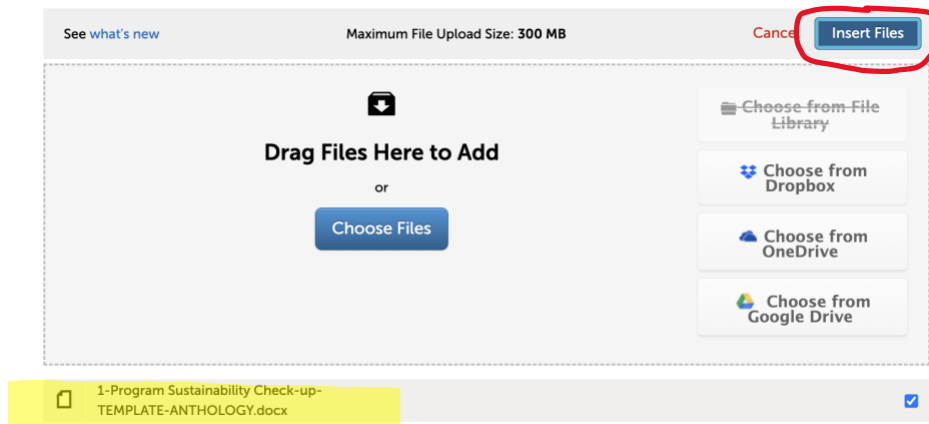 See what's new
Maximum File Upload Size: 300 MB
Cance
Insert Files
Drag Files Here to Add
or
Choose Files
Choose from File
Library
Choose from
Dropbox
Choose from
OneDrive
Choose from
Google Drive
1-Program Sustainability Check-up-
TEMPLATE-ANTHOLOGY.docx